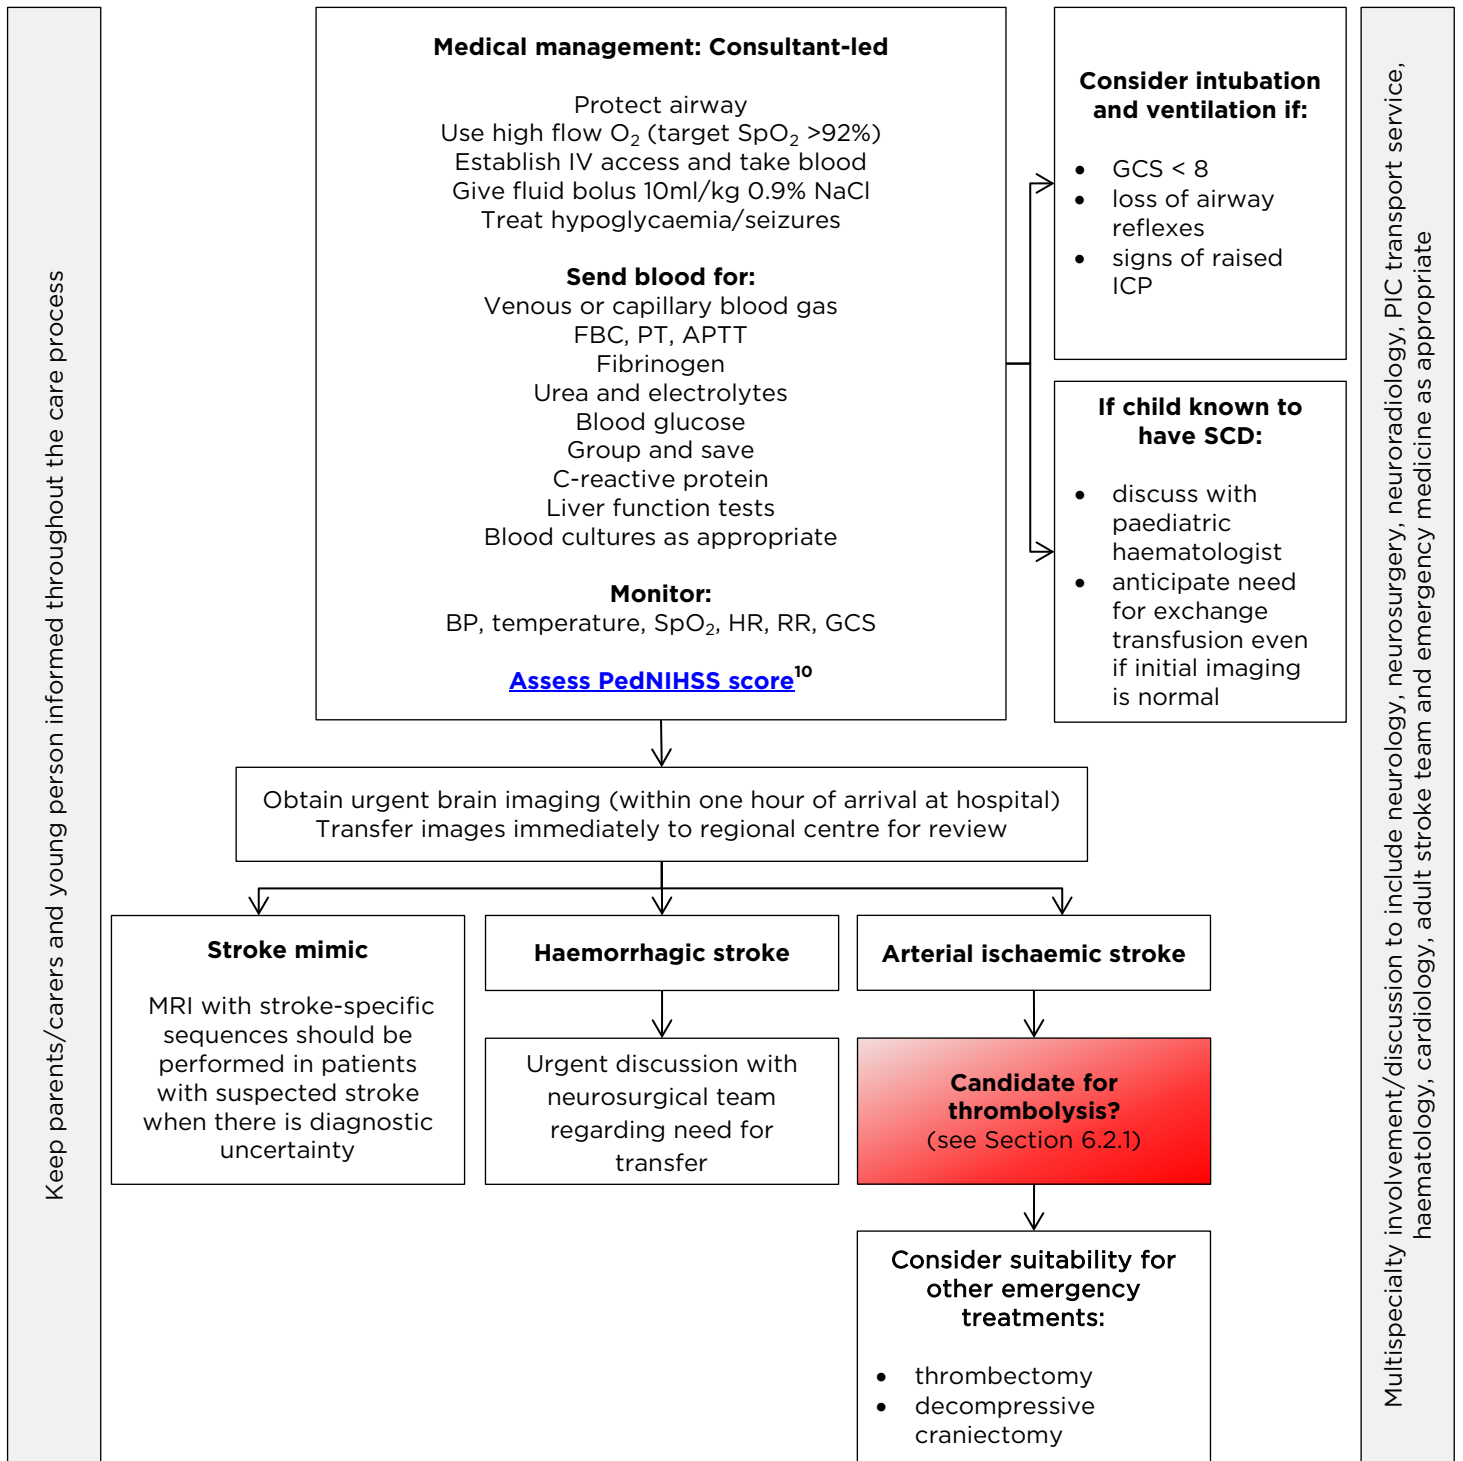 Keep parents/carers and young person informed throughout the care process
Medical management: Consultant-led
Protect airway
Use high flow O₂ (target SpO₂ >92%)
Establish IV access and take blood
Give fluid bolus 10ml/kg 0.9% NaCl
Treat hypoglycaemia/seizures
Send blood for:
Venous or capillary blood gas
FBC, PT, APTT
Fibrinogen
Urea and electrolytes
Blood glucose
Group and save
C-reactive protein
Liver function tests
Blood cultures as appropriate
Monitor:
BP, temperature, SpO₂, HR, RR, GCS
Assess PedNIHSS score¹⁰
Consider intubation
and ventilation if:
• GCS < 8
• loss of airway
reflexes
• signs of raised
ICP
If child known to
have SCD:
• discuss with
paediatric
haematologist
• anticipate need
for exchange
transfusion even
if initial imaging
is normal
Obtain urgent brain imaging (within one hour of arrival at hospital)
Transfer images immediately to regional centre for review
Stroke mimic
MRI with stroke-specific
sequences should be
performed in patients
with suspected stroke
when there is diagnostic
uncertainty
Haemorrhagic stroke
Urgent discussion with
neurosurgical team
regarding need for
transfer
Arterial ischaemic stroke
Candidate for
thrombolysis?
(see Section 6.2.1)
Consider suitability for
other emergency
treatments:
• thrombectomy
• decompressive
craniectomy
Multispecialty involvement/discussion to include neurology, neurosurgery, neuroradiology, PIC transport service,
haematology, cardiology, adult stroke team and emergency medicine as appropriate